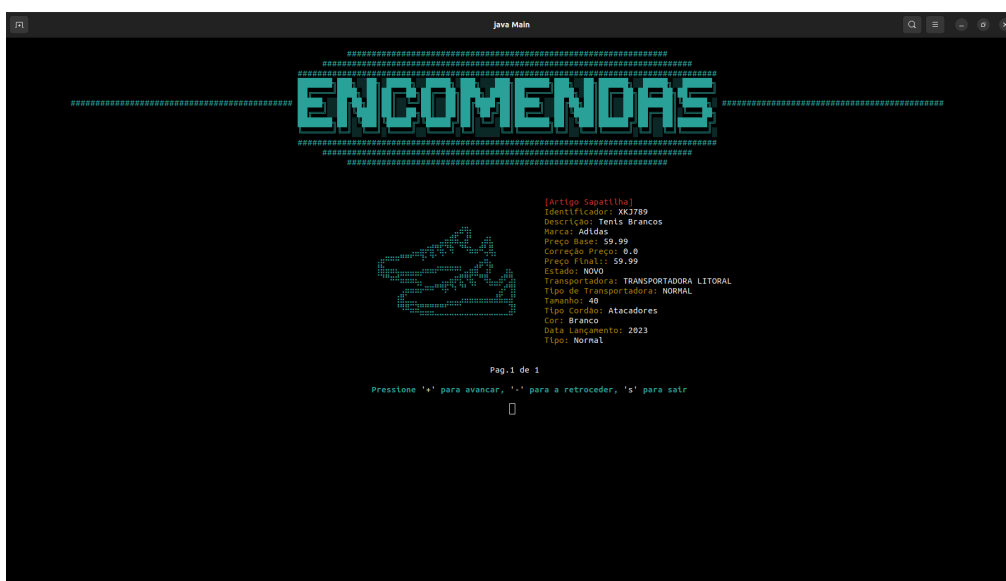 java Main
ENCOMENDAS
[Artigo Sapatilha]
Identificador: XKJ789
Descrição: Tenis Brancos
Marca: Adidas
Preço Base: 59.99
Correção Preço: 0.0
Preço Final:: 59.99
Estado: NOVO
Transportadora: TRANSPORTADORA LITORAL
Tipo de Transportadora: NORMAL
Tamanho: 40
Tipo Cordão: Atacadores
Cor: Branco
Data Lançamento: 2023
Tipo: Normal
Pag.1 de 1
Pressione '+' para avancar, '-' para a retroceder, 's' para sair